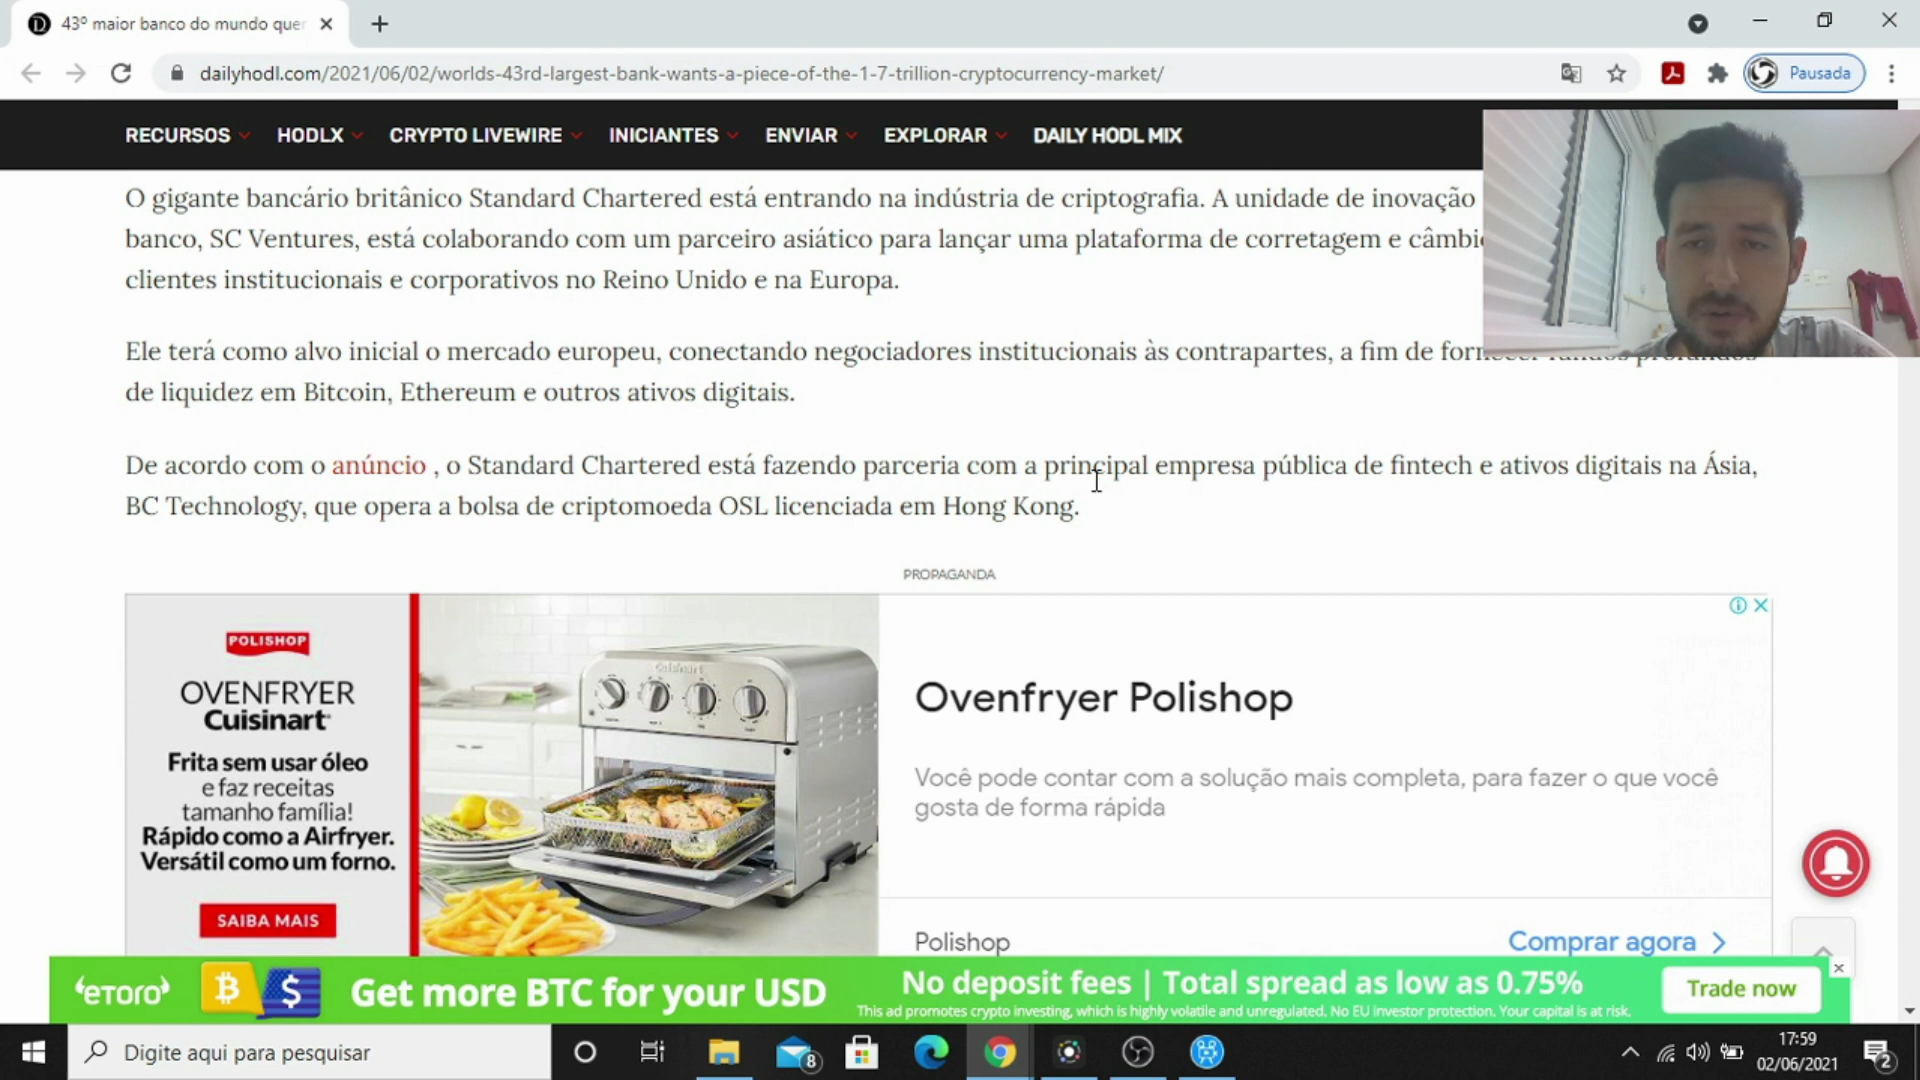 43º maior banco do mundo quer
dailyhodl.com/2021/06/02/worlds-43rd-largest-bank-wants-a-piece-of-the-1-7-trillion-cryptocurrency-market/
Pausada
RECURSOS HODLX CRYPTO LIVEWIRE INICIANTES ENVIAR EXPLORAR DAILY HODL MIX
O gigante bancário britânico Standard Chartered está entrando na indústria de criptografia. A unidade de inovação
banco, SC Ventures, está colaborando com um parceiro asiático para lançar uma plataforma de corretagem e câmbio
clientes institucionais e corporativos no Reino Unido e na Europa.
Ele terá como alvo inicial o mercado europeu, conectando negociadores institucionais às contrapartes, a fim de fornecer fundos profundos
de liquidez em Bitcoin, Ethereum e outros ativos digitais.
De acordo com o anúncio , o Standard Chartered está fazendo parceria com a principal empresa pública de fintech e ativos digitais na Ásia,
BC Technology, que opera a bolsa de criptomoeda OSL licenciada em Hong Kong.
PROPAGANDA
POLISHOP
OVENFRYER
Cuisinart
Frita sem usar óleo
e faz receitas
tamanho família!
Rápido como a Airfryer.
Versátil como um forno.
SAIBA MAIS
Cuisinart
Ovenfryer Polishop
Você pode contar com a solução mais completa, para fazer o que você
gosta de forma rápida
Polishop
Comprar agora
eToro
Get more BTC for your USD
No deposit fees | Total spread as low as 0.75%
This ad promotes crypto investing, which is highly volatile and unregulated. No EU investor protection. Your capital is at risk.
Trade now
Digite aqui para pesquisar
8
17:59
02/06/2021
2